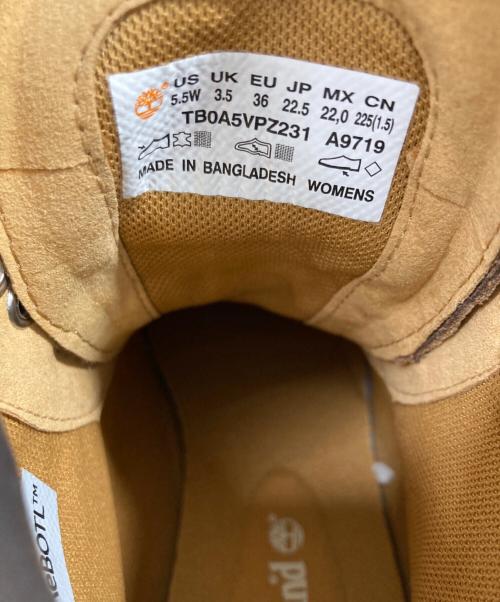 US UK EU JP MX CN
5.5W 3.5 36 22.5 22,0 225(1.5)
TB0A5VPZ231 A9719
MADE IN BANGLADESH WOMENS
ReBOTL™